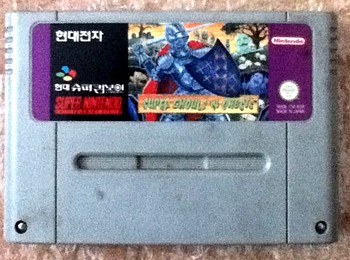 현대전자
Nintendo
현대 슈퍼컴보이
SUPER NINTENDO
SUPER GHOULS 'N GHOSTS
MADE IN JAPAN